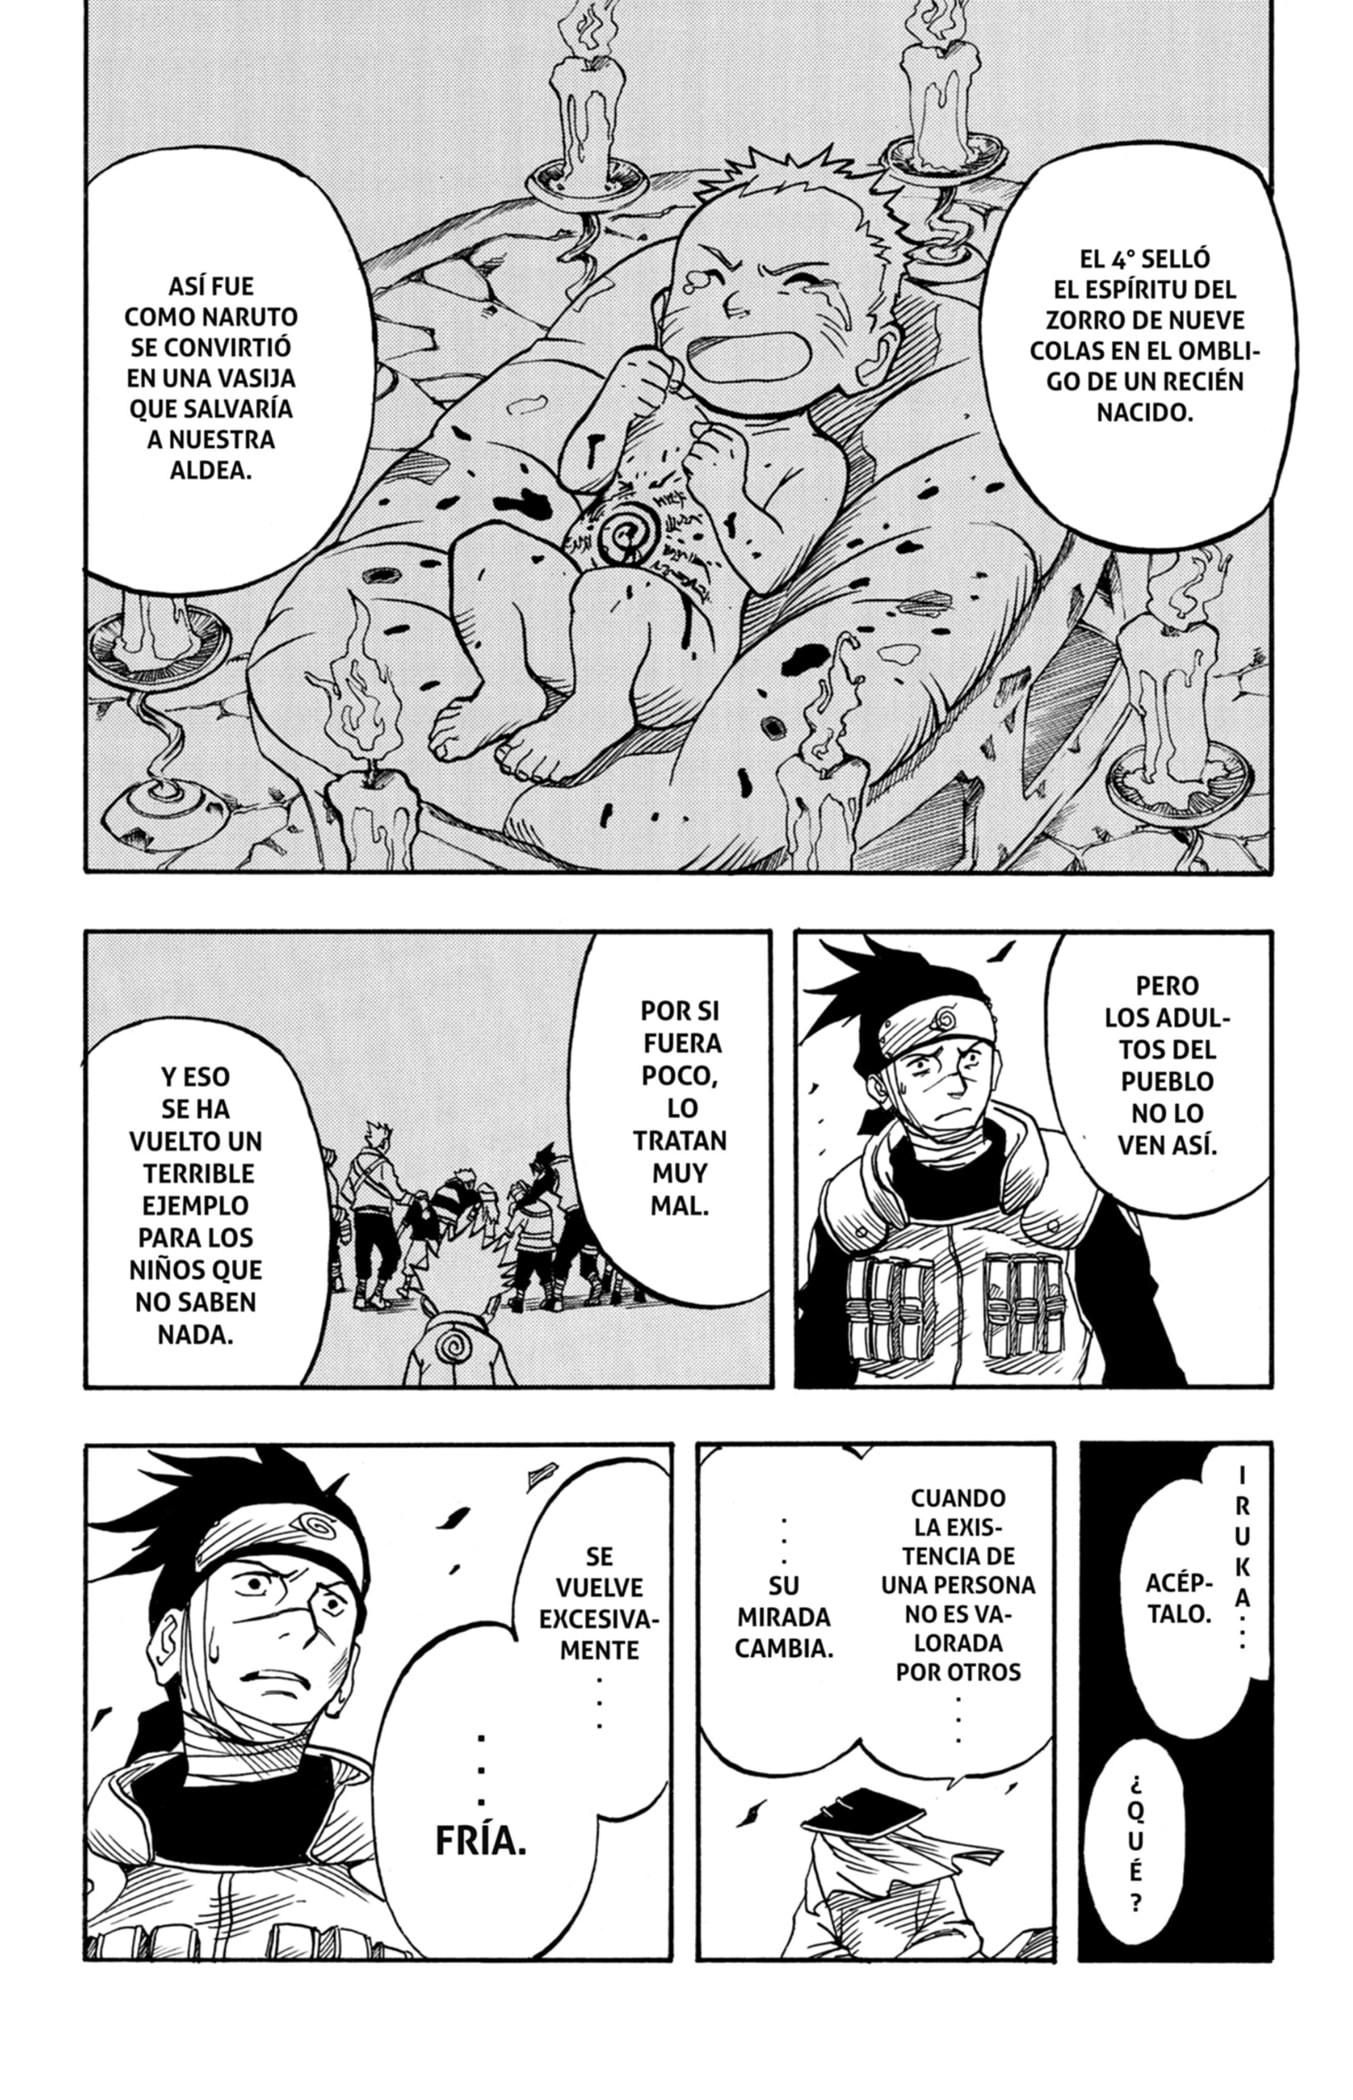 EL 4° SELLÓ
EL ESPÍRITU DEL
ZORRO DE NUEVE
COLAS EN EL OMBLI-
GO DE UN RECIÉN
NACIDO.
ASÍ FUE
COMO NARUTO
SE CONVIRTIÓ
EN UNA VASIJA
QUE SALVARÍA
A NUESTRA
ALDEA.
PERO
LOS ADUL-
TOS DEL
PUEBLO
NO LO
VEN ASÍ.
POR SI
FUERA
POCO,
LO
TRATAN
MUY
MAL.
Y ESO
SE HA
VUELTO UN
TERRIBLE
EJEMPLO
PARA LOS
NIÑOS QUE
NO SABEN
NADA.
IRUKA...
ACÉP-
TALO.
¿QUÉ?
CUANDO
LA EXIS-
TENCIA DE
UNA PERSONA
NO ES VA-
LORADA
POR OTROS
...
...
SU
MIRADA
CAMBIA.
SE
VUELVE
EXCESIVA-
MENTE
...
...
FRÍA.